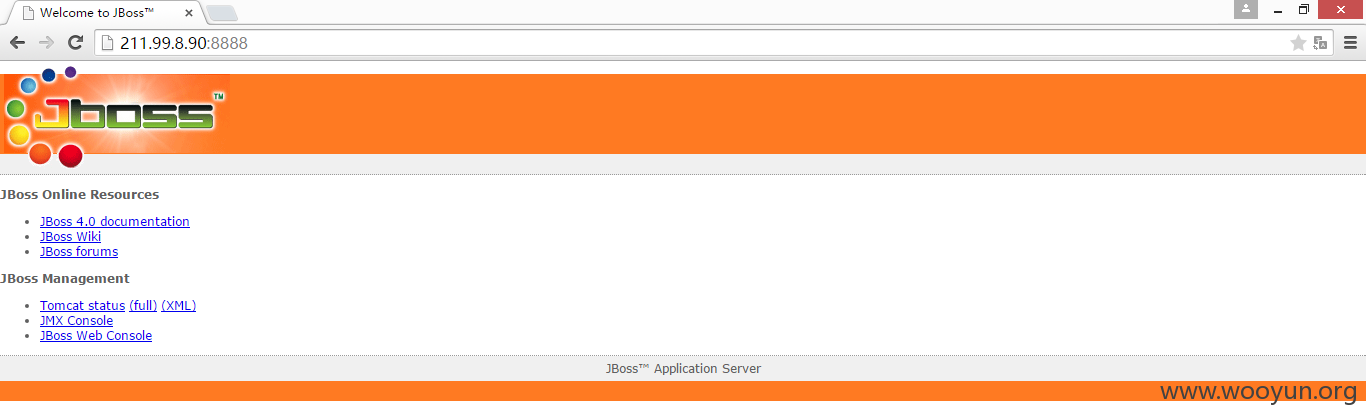 Welcome to JBoss™
211.99.8.90:8888
Jboss™
JBoss Online Resources
JBoss 4.0 documentation
JBoss Wiki
JBoss forums
JBoss Management
Tomcat status (full) (XML)
JMX Console
JBoss Web Console
JBoss™ Application Server
www.wooyun.org